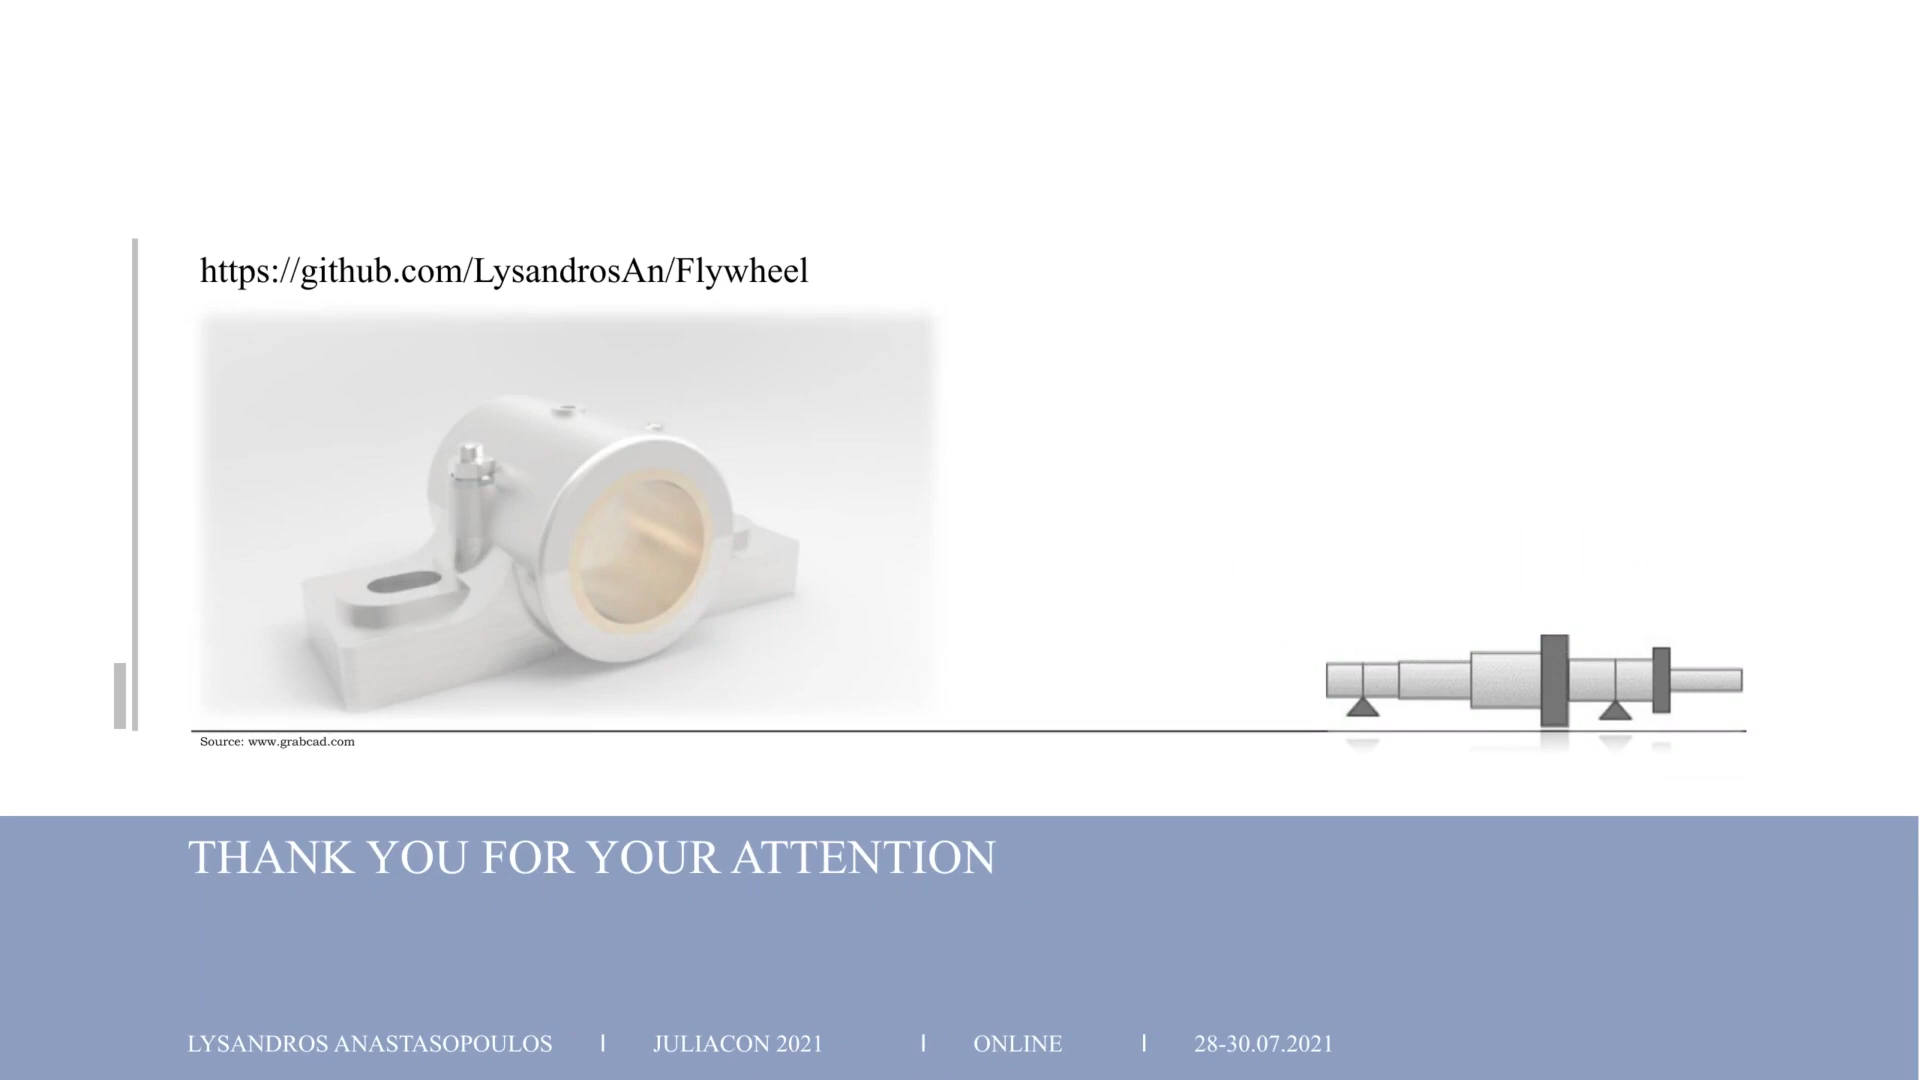 https://github.com/LysandrosAn/Flywheel
Source: www.grabcad.com
THANK YOU FOR YOUR ATTENTION
LYSANDROS ANASTASOPOULOS | JULIACON 2021 | ONLINE | 28-30.07.2021